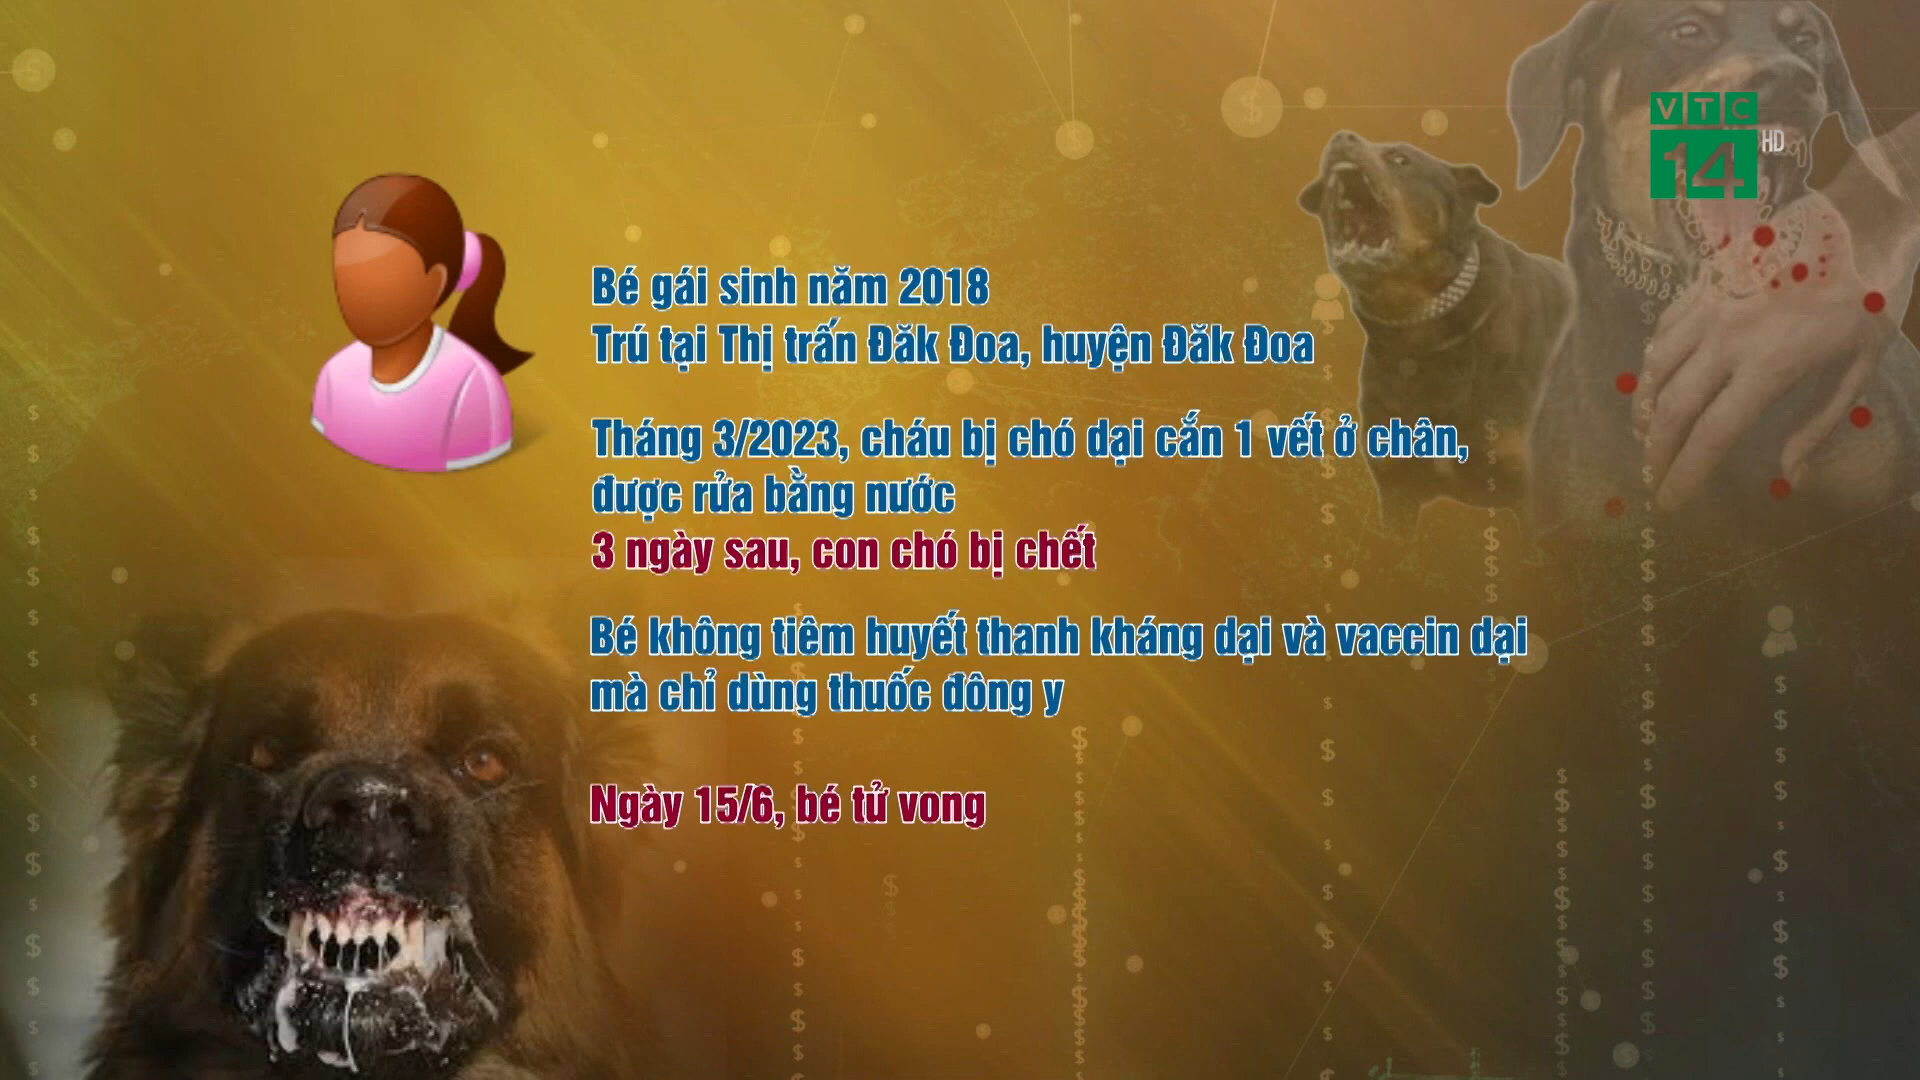 VTC
14
HD
Bé gái sinh năm 2018
Trú tại Thị trấn Đăk Đoa, huyện Đăk Đoa
Tháng 3/2023, cháu bị chó dại cắn 1 vết ở chân,
được rửa bằng nước
3 ngày sau, con chó bị chết
Bé không tiêm huyết thanh kháng dại và vaccin dại
mà chỉ dùng thuốc đông y
Ngày 15/6, bé tử vong